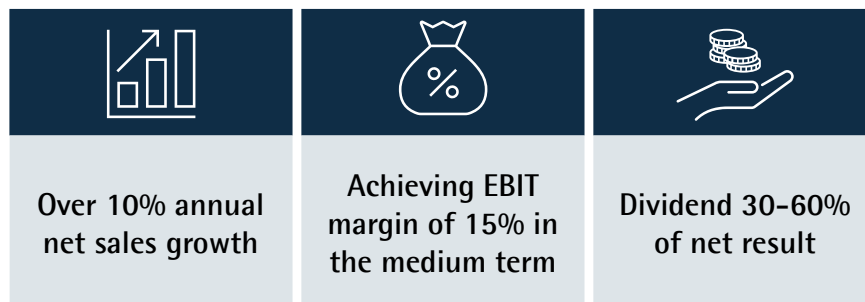 Over 10% annual
net sales growth
%
Achieving EBIT
margin of 15% in
the medium term
Dividend 30–60%
of net result